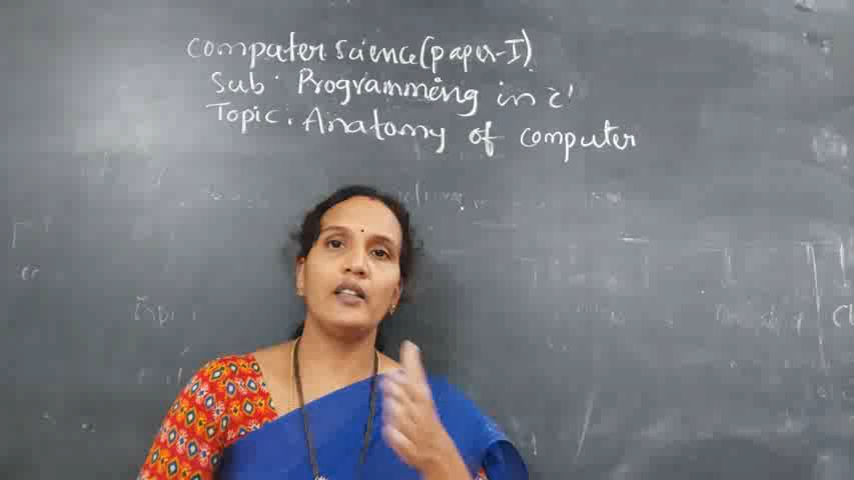 Computer Science (paper-I)
Sub: Programming in 'c'
Topic: Anatomy of computer